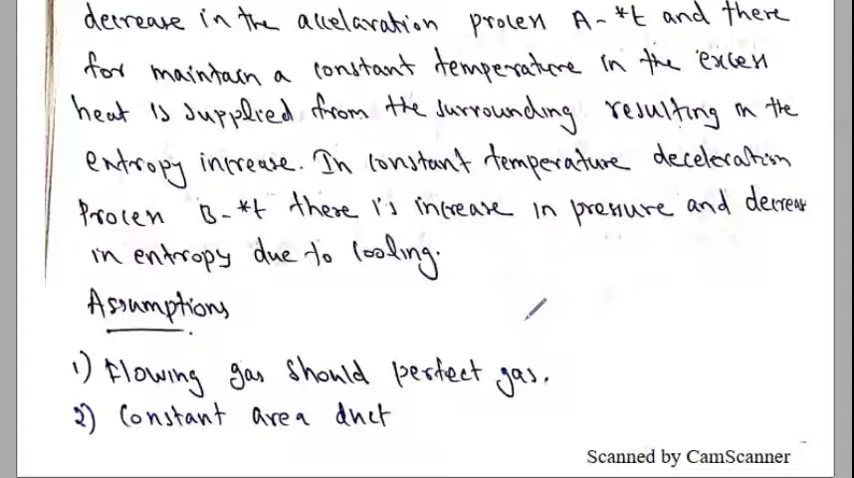 decrease in the accelaration process A-*t and there
for maintain a constant temperature in the excess
heat is supplied from the surrounding resulting in the
entropy increase. In constant temperature deceleration
Process B-*t there is increase in pressure and decrease
in entropy due to cooling.
Assumptions
1) Flowing gas should perfect gas.
2) Constant area duct
Scanned by CamScanner